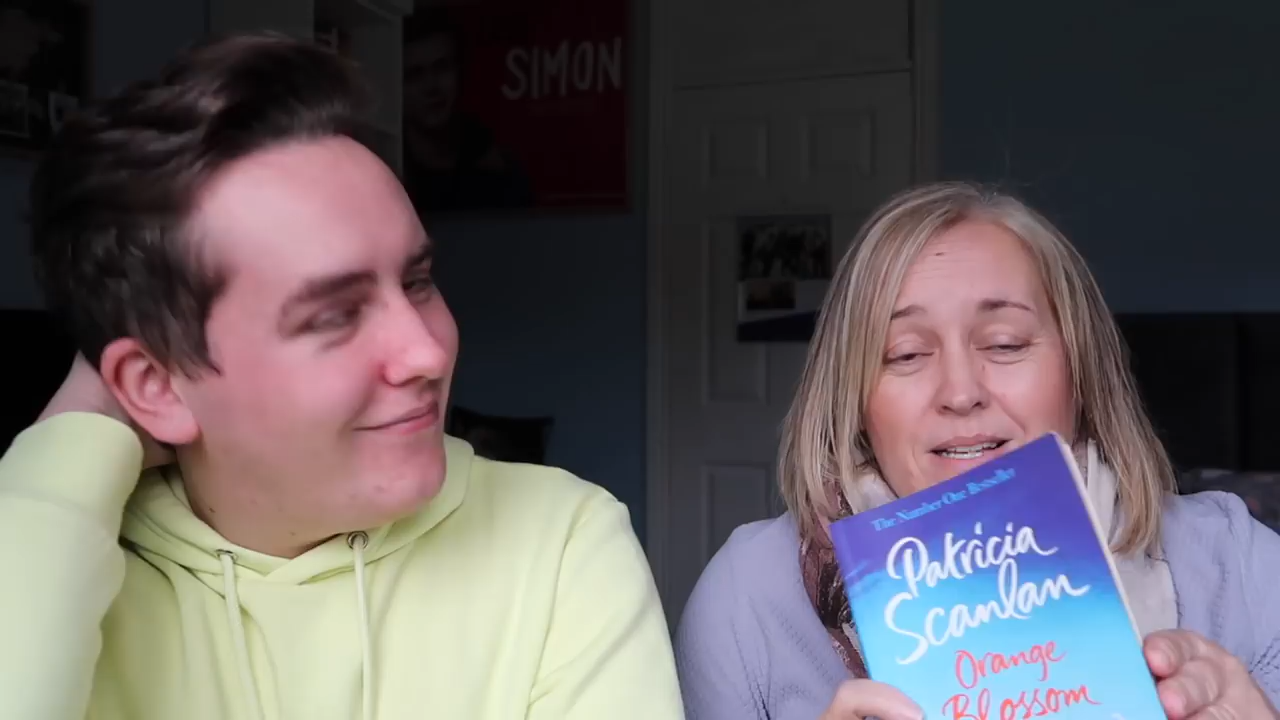 SIMON
The Number One Bestseller
Patricia
Scanlan
Orange
Blossom